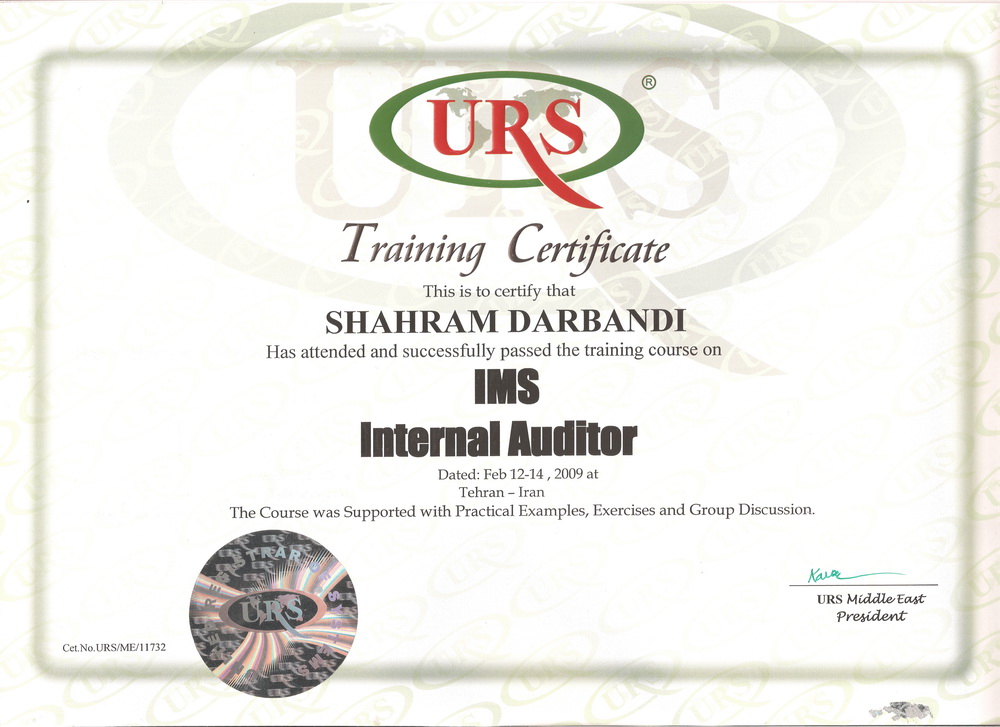 URS ®
Training Certificate
This is to certify that
SHAHRAM DARBANDI
Has attended and successfully passed the training course on
IMS
Internal Auditor
Dated: Feb 12-14 , 2009 at
Tehran – Iran
The Course was Supported with Practical Examples, Exercises and Group Discussion.
URS
URS Middle East
President
Cet.No.URS/ME/11732